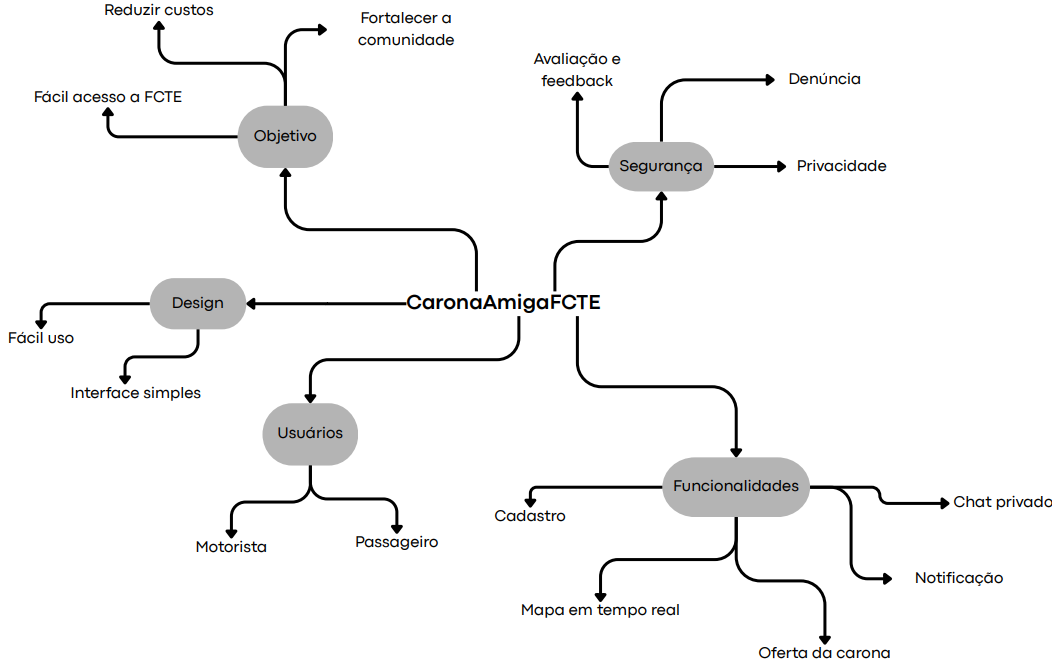 Reduzir custos
Fortalecer a
comunidade
Fácil acesso a FCTE
Objetivo
Avaliação e
feedback
Denúncia
Segurança
Privacidade
CaronaAmigaFCTE
Design
Fácil uso
Interface simples
Usuários
Motorista
Passageiro
Funcionalidades
Cadastro
Chat privado
Notificação
Mapa em tempo real
Oferta da carona